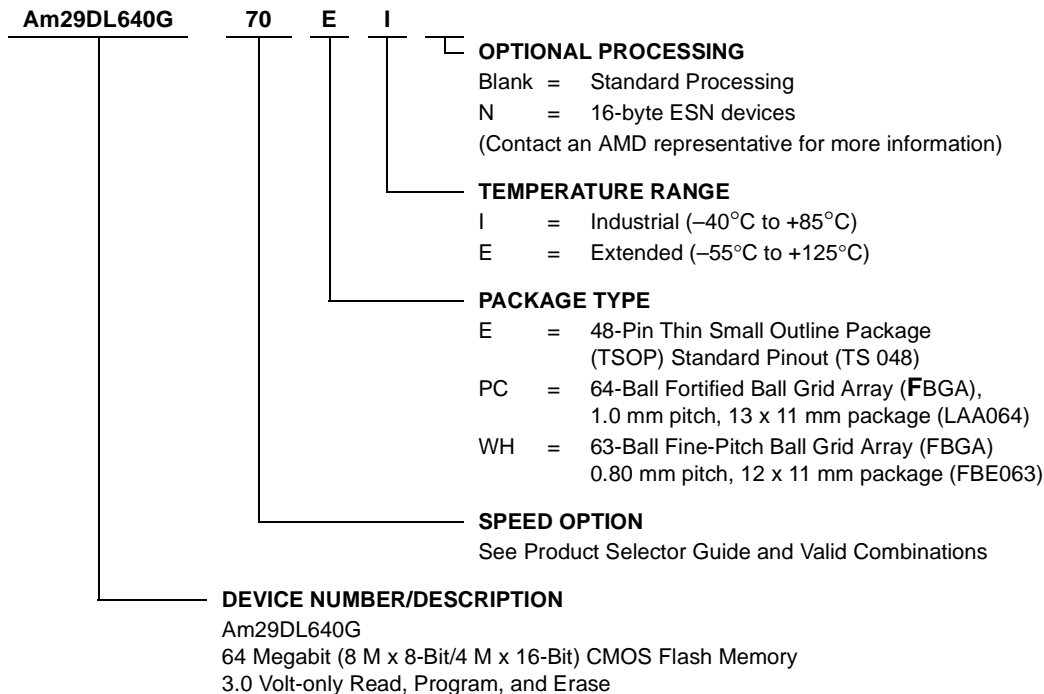 Am29DL640G 70 E I
OPTIONAL PROCESSING
Blank = Standard Processing
N = 16-byte ESN devices
(Contact an AMD representative for more information)
TEMPERATURE RANGE
I = Industrial (–40°C to +85°C)
E = Extended (–55°C to +125°C)
PACKAGE TYPE
E = 48-Pin Thin Small Outline Package
(TSOP) Standard Pinout (TS 048)
PC = 64-Ball Fortified Ball Grid Array (FBGA),
1.0 mm pitch, 13 x 11 mm package (LAA064)
WH = 63-Ball Fine-Pitch Ball Grid Array (FBGA)
0.80 mm pitch, 12 x 11 mm package (FBE063)
SPEED OPTION
See Product Selector Guide and Valid Combinations
DEVICE NUMBER/DESCRIPTION
Am29DL640G
64 Megabit (8 M x 8-Bit/4 M x 16-Bit) CMOS Flash Memory
3.0 Volt-only Read, Program, and Erase